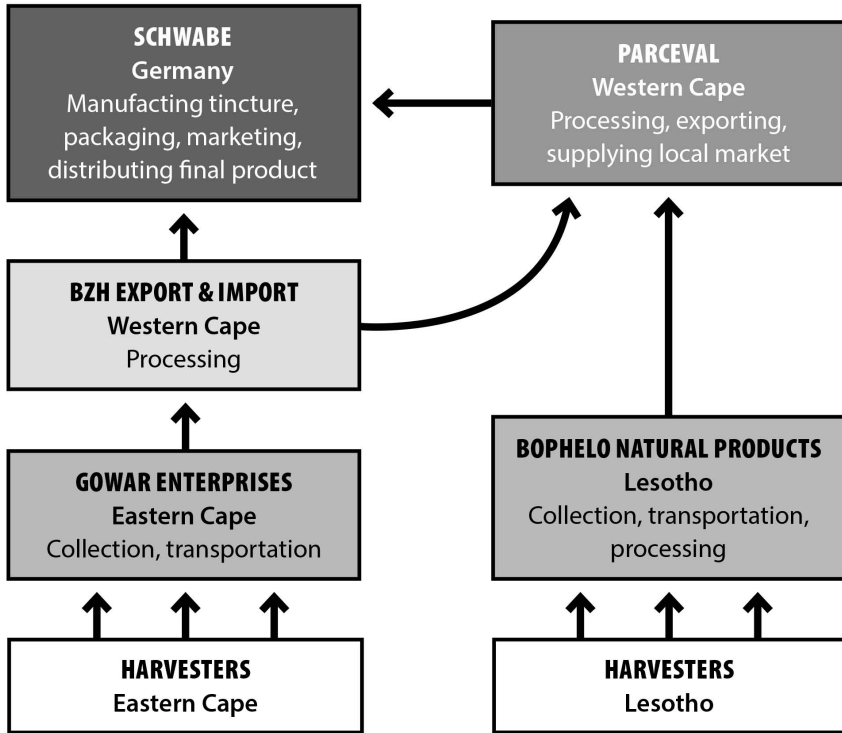 SCHWABE
Germany
Manufacting tincture,
packaging, marketing,
distributing final product
PARCEVAL
Western Cape
Processing, exporting,
supplying local market
BZH EXPORT & IMPORT
Western Cape
Processing
GOWAR ENTERPRISES
Eastern Cape
Collection, transportation
BOPHELO NATURAL PRODUCTS
Lesotho
Collection, transportation,
processing
HARVESTERS
Eastern Cape
HARVESTERS
Lesotho